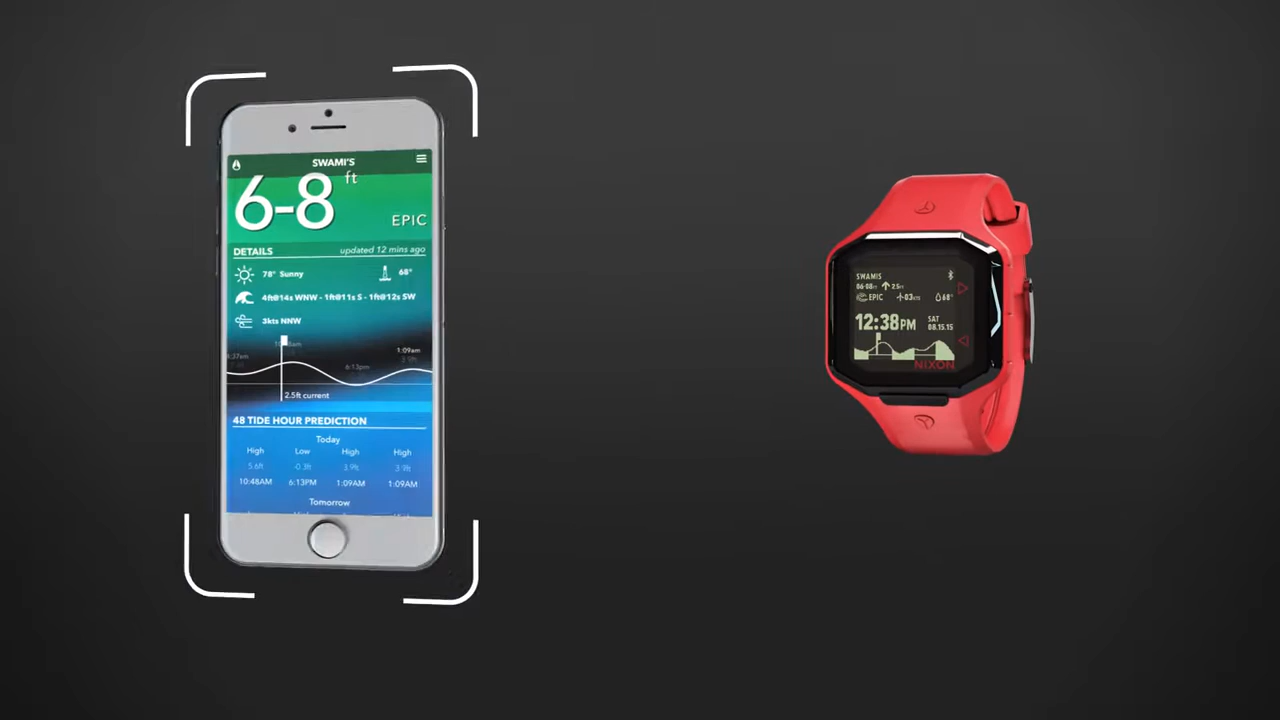 SWAMI'S
6-8 ft
EPIC
DETAILS updated 12 mins ago
78° Sunny 68°
4ft@14s WNW - 1ft@11s S - 1ft@12s SW
3kts NNW
1:09am
3.9ft
6:13pm
2.5ft current
48 TIDE HOUR PREDICTION
Today
High Low High High
5.6ft -0.3ft 3.9ft 3.9ft
10:48AM 6:13PM 1:09AM 1:09AM
Tomorrow
SWAMIS
06-08ft 2.5ft
EPIC 03KTS 68°
12:38PM SAT 08.15.15
NIXON